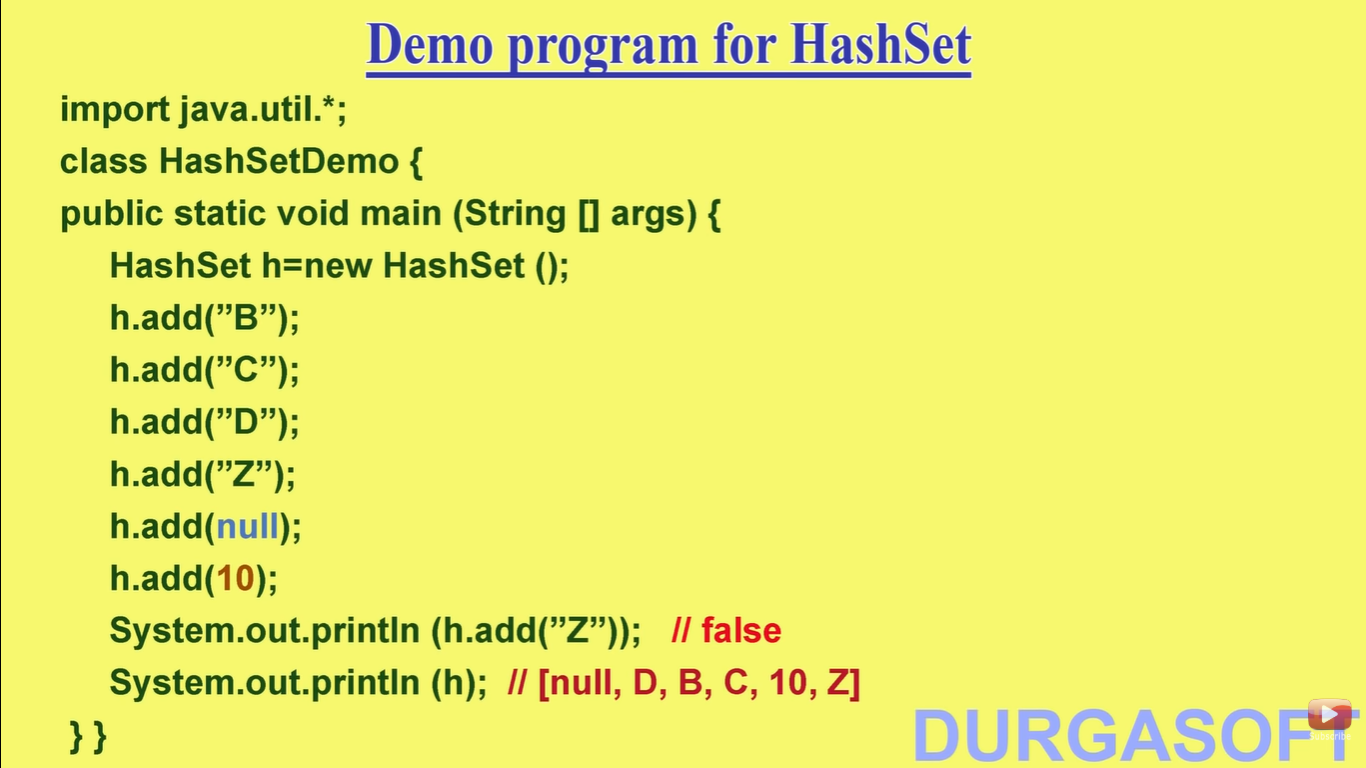 Demo program for HashSet
import java.util.*;
class HashSetDemo {
public static void main (String [] args) {
HashSet h=new HashSet ();
h.add(”B”);
h.add(”C”);
h.add(”D”);
h.add(”Z”);
h.add(null);
h.add(10);
System.out.println (h.add(”Z”)); // false
System.out.println (h); // [null, D, B, C, 10, Z]
} }
DURGASOFT
Subscribe